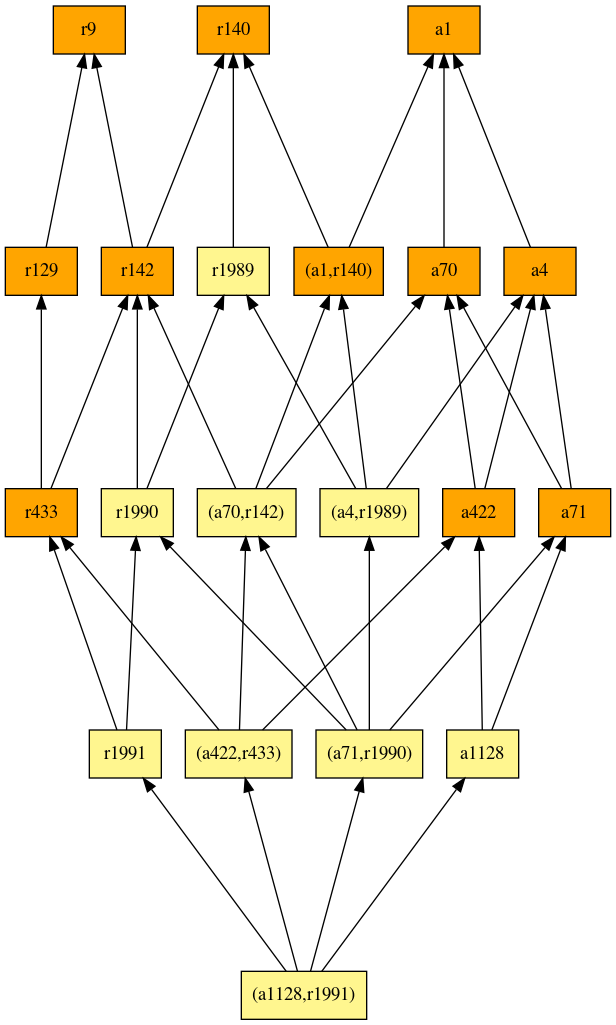 r9
r140
a1
r129
r142
r1989
(a1,r140)
a70
a4
r433
r1990
(a70,r142)
(a4,r1989)
a422
a71
r1991
(a422,r433)
(a71,r1990)
a1128
(a1128,r1991)